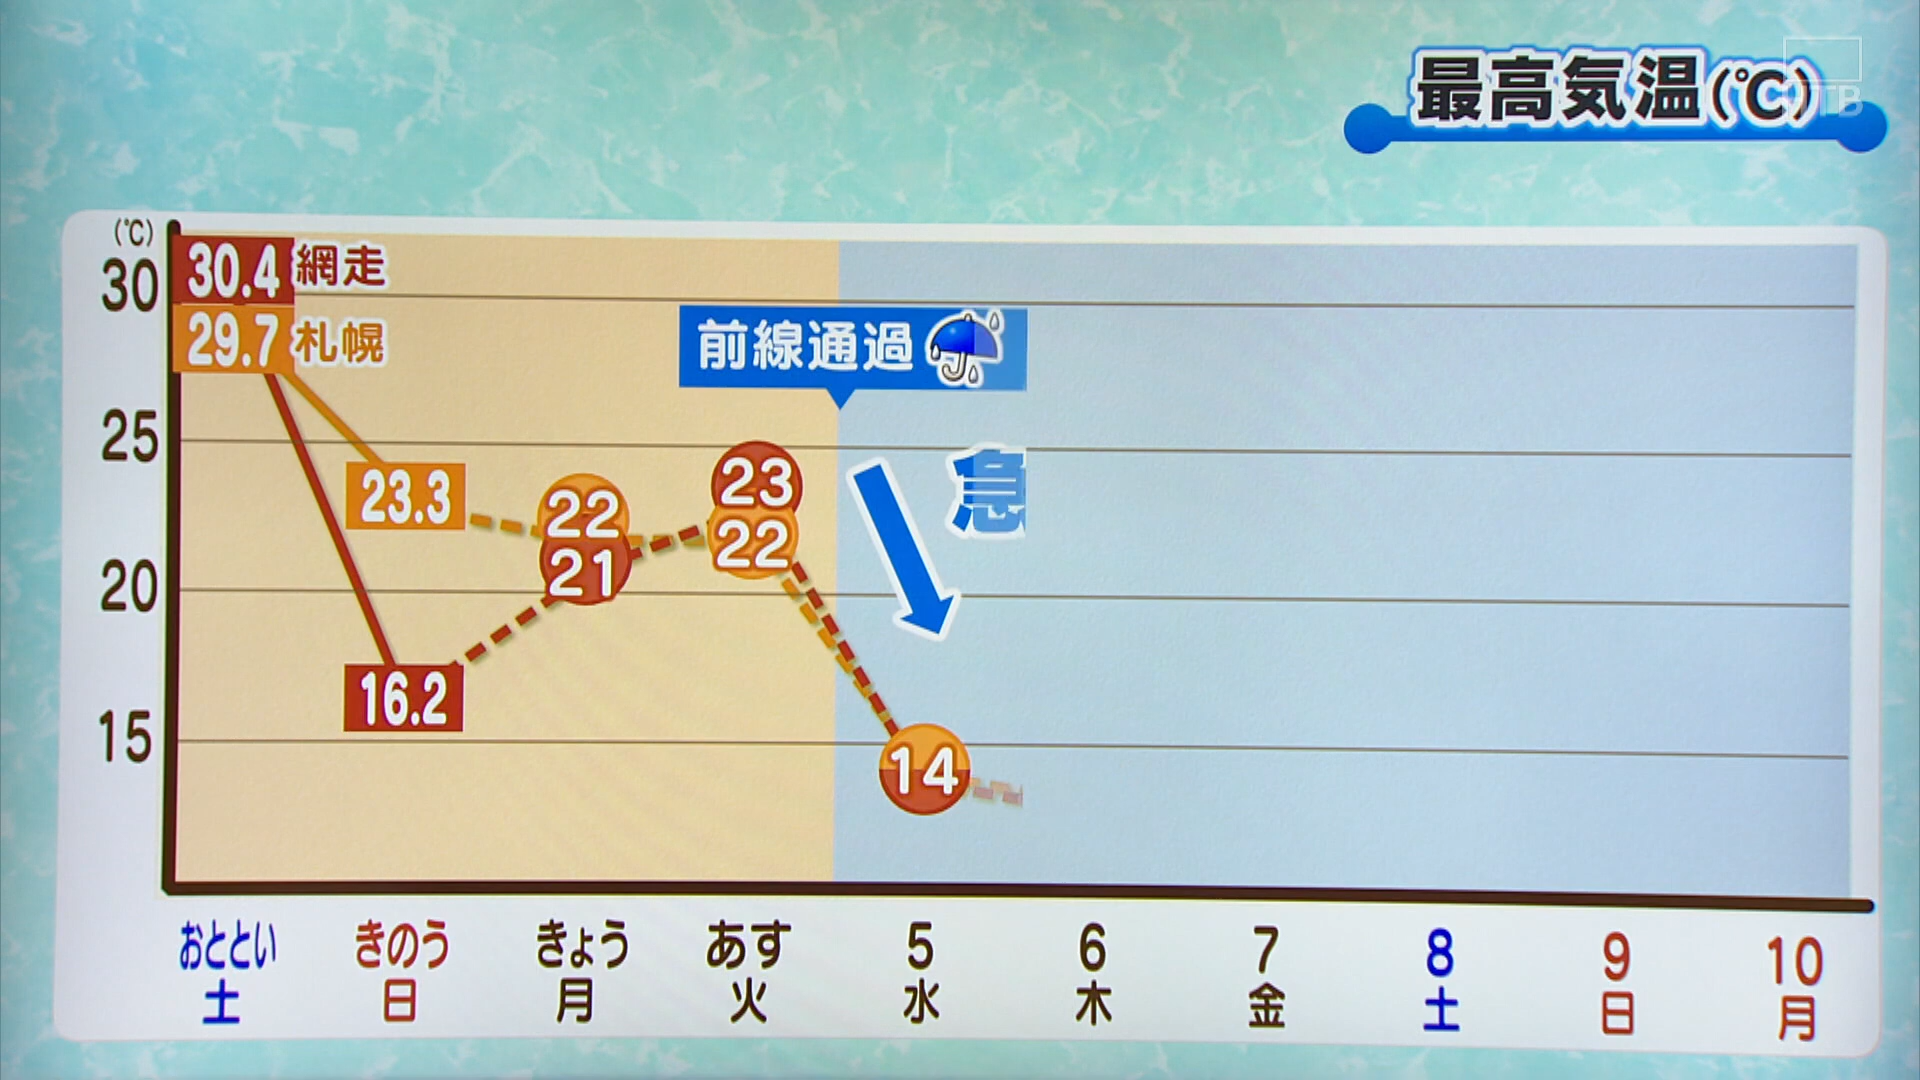 最高気温(℃)
(℃)
30
25
20
15
30.4 網走
29.7 札幌
前線通過
急
23.3
16.2
22
21
23
22
14
おととい きのう きょう あす 5 6 7 8 9 10
土 日 月 火 水 木 金 土 日 月